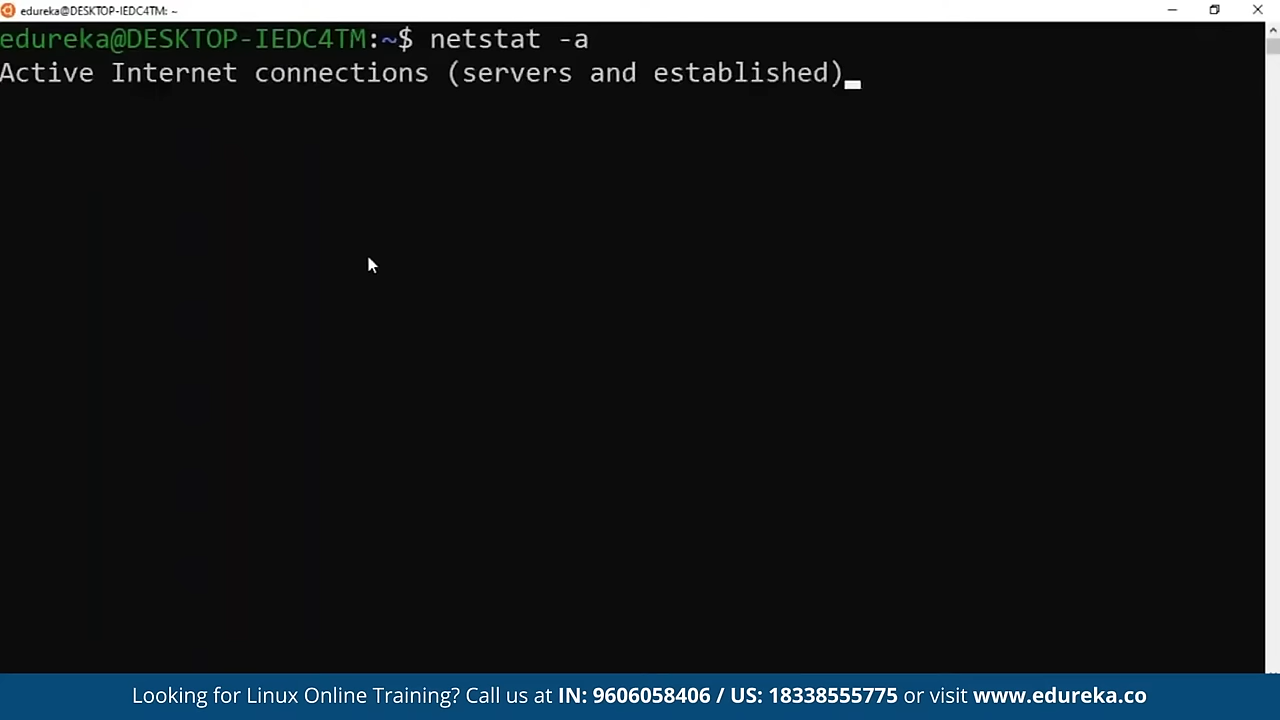 edureka@DESKTOP-IEDC4TM: ~
edureka@DESKTOP-IEDC4TM:~$ netstat -a
Active Internet connections (servers and established)
Looking for Linux Online Training? Call us at IN: 9606058406 / US: 18338555775 or visit www.edureka.co